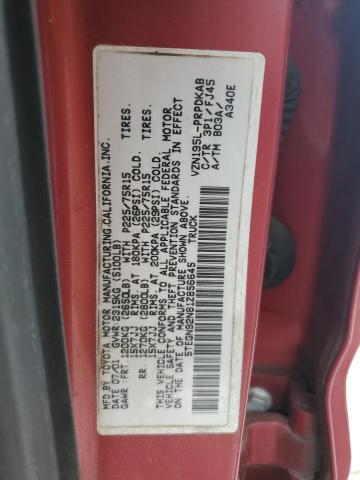 MFD. BY: TOYOTA MOTOR MANUFACTURING, CALIFORNIA, INC.
DATE: 07/01 GVWR: 2315KG (5100LB)
GAWR: FRT. 1200KG (2650LB) WITH P225/75R15 TIRES.
15X7JJ RIMS. AT 180KPA (26PSI) COLD.
RR. 1270KG (2800LB) WITH P225/75R15 TIRES.
15X7JJ RIMS. AT 200KPA (29PSI) COLD.
THIS VEHICLE CONFORMS TO ALL APPLICABLE FEDERAL MOTOR
VEHICLE SAFETY AND THEFT PREVENTION STANDARDS IN EFFECT
ON THE DATE OF MANUFACTURE SHOWN ABOVE.
5TEGN92N81Z856645 TRUCK
VZN195L-PRPDKAB
C/TR 3P1/FJ45
A/TM B03A/
A340E